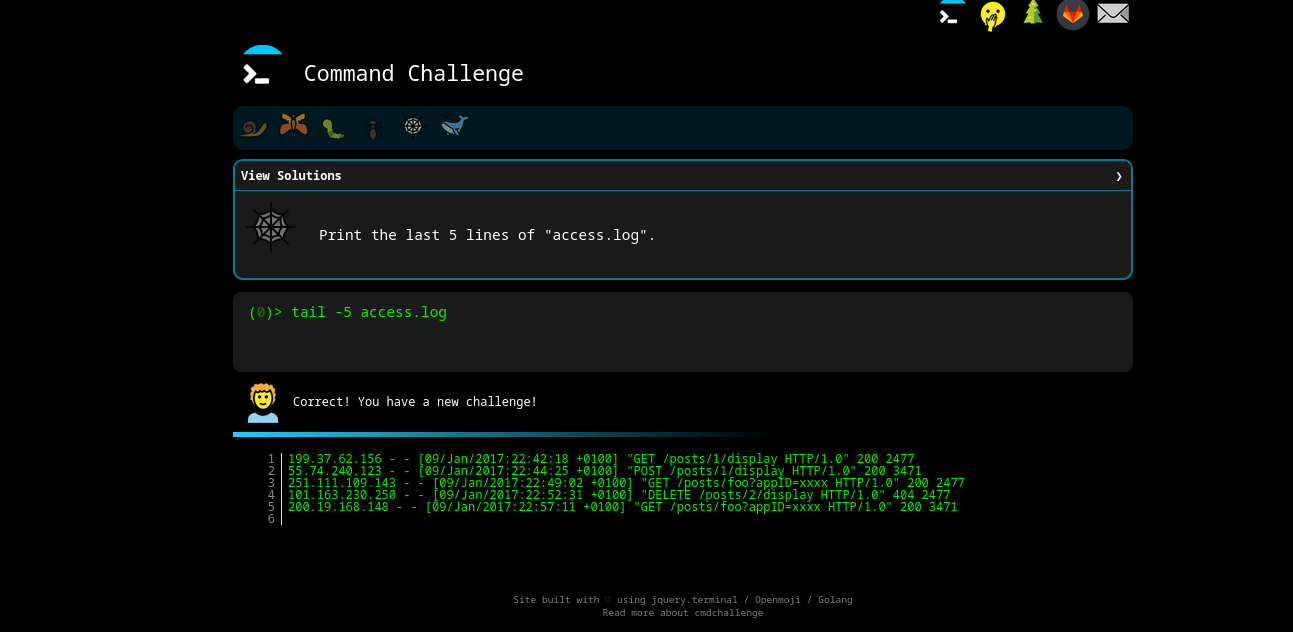 Command Challenge
View Solutions ❯
Print the last 5 lines of "access.log".
(0)> tail -5 access.log
Correct! You have a new challenge!
1 199.37.62.156 - - [09/Jan/2017:22:42:18 +0100] "GET /posts/1/display HTTP/1.0" 200 2477
2 55.74.240.123 - - [09/Jan/2017:22:44:25 +0100] "POST /posts/1/display HTTP/1.0" 200 3471
3 251.111.109.143 - - [09/Jan/2017:22:49:02 +0100] "GET /posts/foo?appID=xxxx HTTP/1.0" 200 2477
4 101.163.230.250 - - [09/Jan/2017:22:52:31 +0100] "DELETE /posts/2/display HTTP/1.0" 404 2477
5 200.19.168.148 - - [09/Jan/2017:22:57:11 +0100] "GET /posts/foo?appID=xxxx HTTP/1.0" 200 3471
6
Site built with ♡ using jquery.terminal / Openmoji / Golang
Read more about cmdchallenge